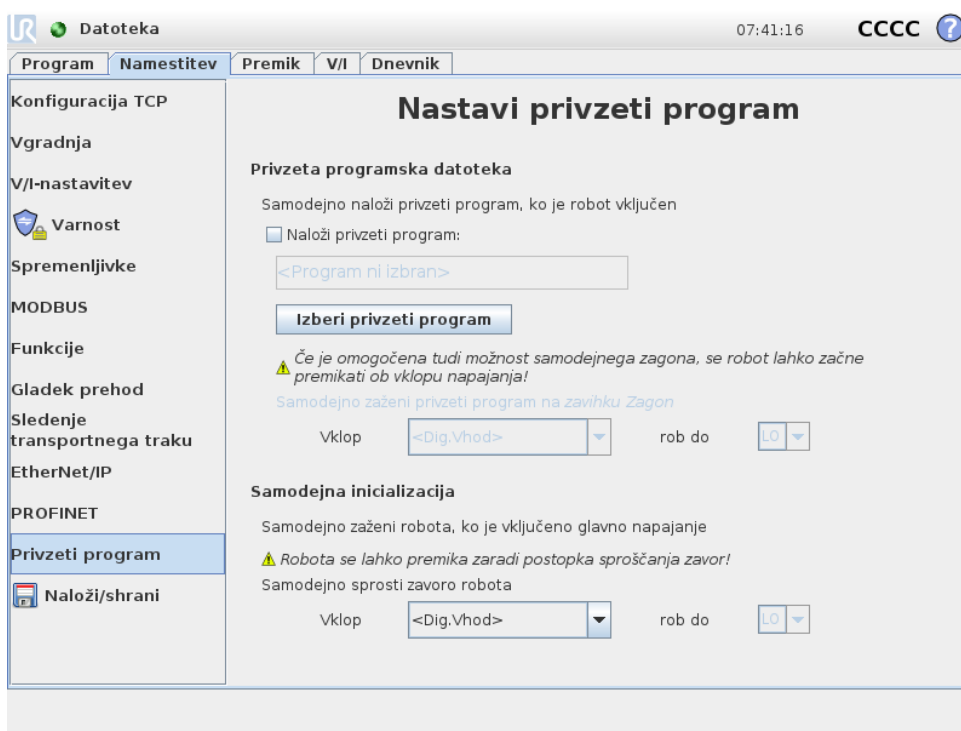 UR Datoteka 07:41:16 CCCC ?
Program Namestitev Premik V/I Dnevnik
Konfiguracija TCP
Vgradnja
V/I-nastavitev
Varnost
Spremenljivke
MODBUS
Funkcije
Gladek prehod
Sledenje
transportnega traku
EtherNet/IP
PROFINET
Privzeti program
Naloži/shrani
Nastavi privzeti program
Privzeta programska datoteka
Samodejno naloži privzeti program, ko je robot vključen
Naloži privzeti program:
<Program ni izbran>
Izberi privzeti program
Če je omogočena tudi možnost samodejnega zagona, se robot lahko začne
premikati ob vklopu napajanja!
Samodejno zaženi privzeti program na zavihku Zagon
Vklop <Dig.Vhod> rob do LO
Samodejna inicializacija
Samodejno zaženi robota, ko je vključeno glavno napajanje
Robota se lahko premika zaradi postopka sproščanja zavor!
Samodejno sprosti zavoro robota
Vklop <Dig.Vhod> rob do LO